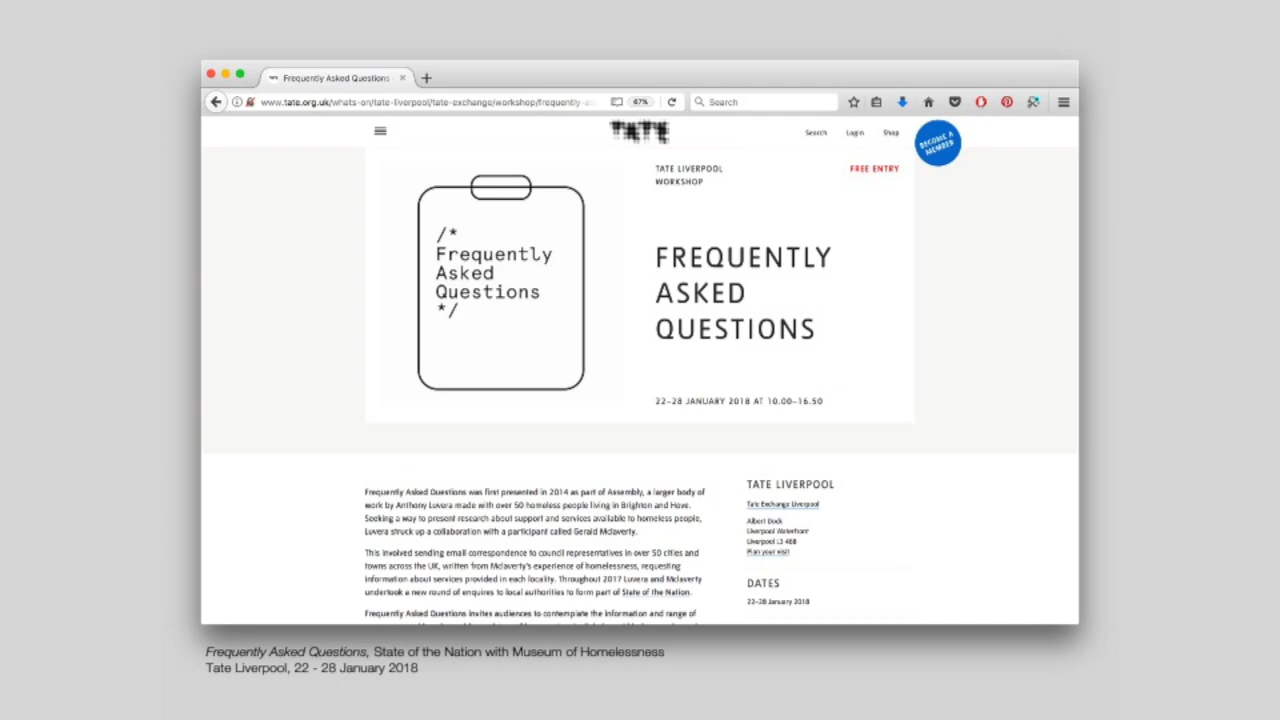 Frequently Asked Questions
www.tate.org.uk/whats-on/tate-liverpool/tate-exchange/workshop/frequently-
67%
Search
TATE
Search
Login
Shop
BECOME A
MEMBER
/*
Frequently
Asked
Questions
*/
TATE LIVERPOOL
WORKSHOP
FREE ENTRY
FREQUENTLY
ASKED
QUESTIONS
22–28 JANUARY 2018 AT 10.00–16.50
Frequently Asked Questions was first presented in 2014 as part of Assembly, a larger body of
work by Anthony Luvera made with over 50 homeless people living in Brighton and Hove.
Seeking a way to present research about support and services available to homeless people,
Luvera struck up a collaboration with a participant called Gerald Mclaverty.
This involved sending email correspondence to council representatives in over 50 cities and
towns across the UK, written from Mclaverty's experience of homelessness, requesting
information about services provided in each locality. Throughout 2017 Luvera and Mclaverty
undertook a new round of enquires to local authorities to form part of State of the Nation.
Frequently Asked Questions invites audiences to contemplate the information and range of
TATE LIVERPOOL
Tate Exchange Liverpool
Albert Dock
Liverpool Waterfront
Liverpool L3 4BB
Plan your visit
DATES
22–28 January 2018
Frequently Asked Questions, State of the Nation with Museum of Homelessness
Tate Liverpool, 22 - 28 January 2018